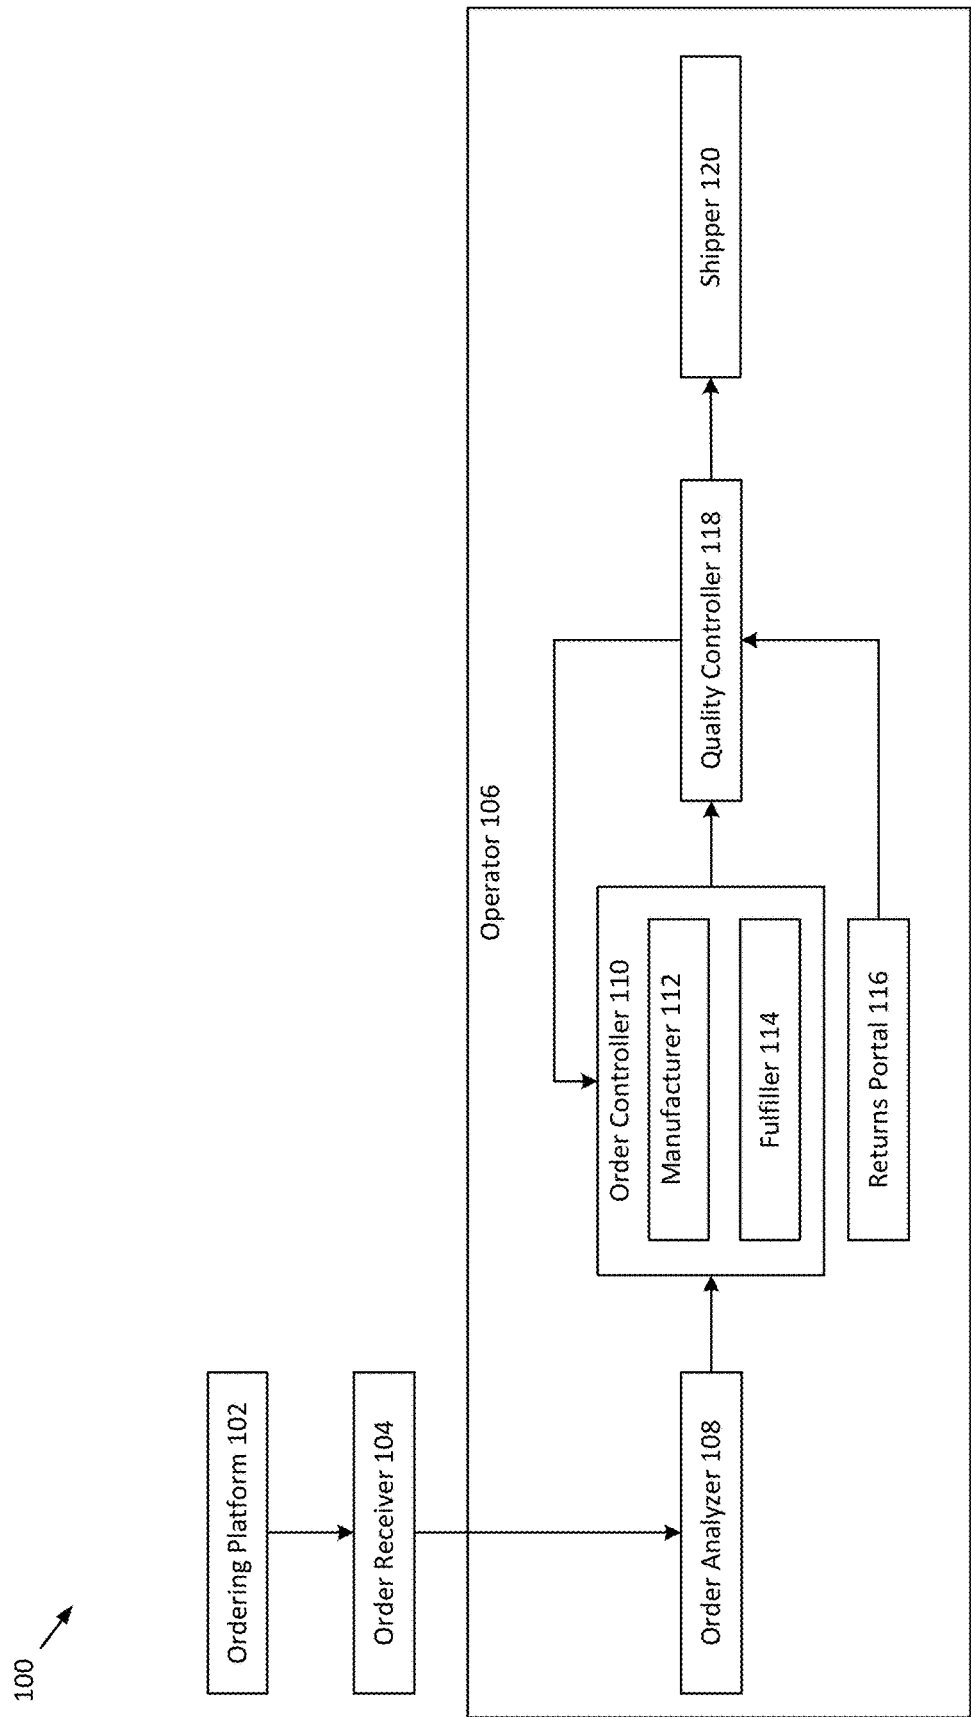 100
Ordering Platform 102
Order Receiver 104
Operator 106
Order Analyzer 108
Order Controller 110
Manufacturer 112
Fulfiller 114
Returns Portal 116
Quality Controller 118
Shipper 120